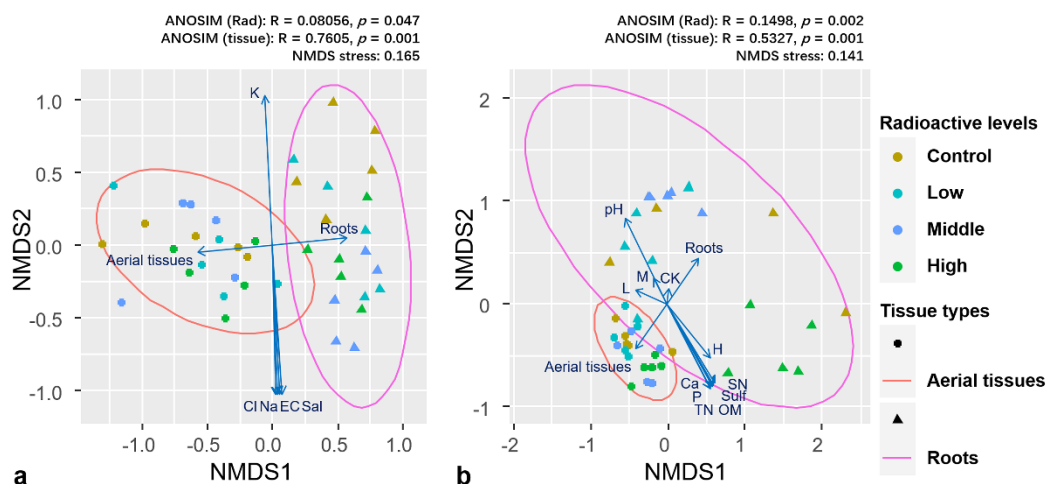 ANOSIM (Rad): R = 0.08056, p = 0.047
ANOSIM (tissue): R = 0.7605, p = 0.001
NMDS stress: 0.165
1.0
0.5
0.0
-0.5
-1.0
NMDS2
K
Roots
Aerial tissues
Cl Na EC Sal
-1.0
-0.5
0.0
0.5
1.0
NMDS1
a
ANOSIM (Rad): R = 0.1498, p = 0.002
ANOSIM (tissue): R = 0.5327, p = 0.001
NMDS stress: 0.141
2
1
0
-1
NMDS2
pH
Roots
M
CK
L
H
Aerial tissues
Ca
SN
P
Sulf
TN
OM
-2
-1
0
1
2
NMDS1
b
Radioactive levels
Control
Low
Middle
High
Tissue types
Aerial tissues
Roots